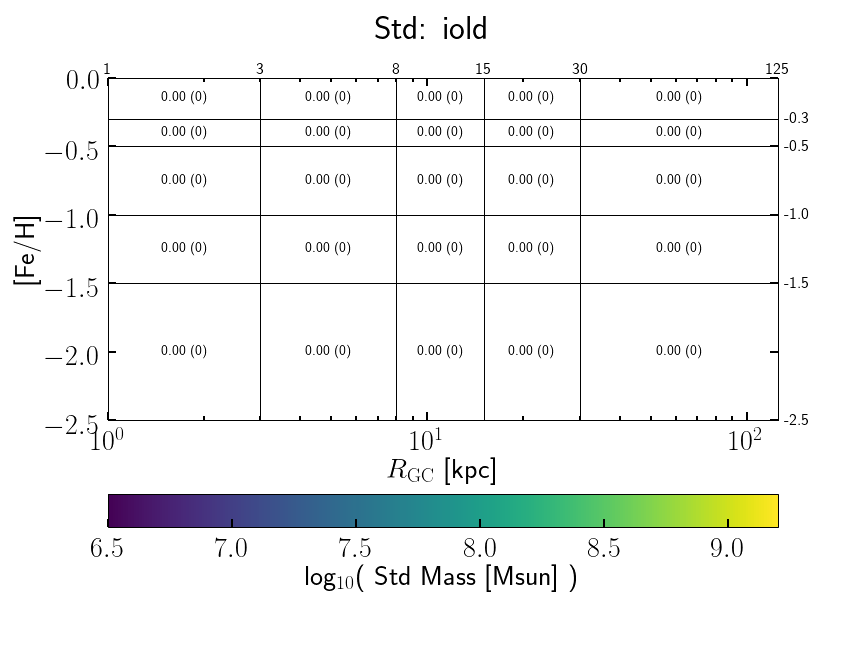 Std: iold
1 3 8 15 30 125
0.0
0.00 (0) 0.00 (0) 0.00 (0) 0.00 (0) 0.00 (0)
-0.3
0.00 (0) 0.00 (0) 0.00 (0) 0.00 (0) 0.00 (0)
−0.5 -0.5
0.00 (0) 0.00 (0) 0.00 (0) 0.00 (0) 0.00 (0)
−1.0 -1.0
[Fe/H]
0.00 (0) 0.00 (0) 0.00 (0) 0.00 (0) 0.00 (0)
−1.5 -1.5
0.00 (0) 0.00 (0) 0.00 (0) 0.00 (0) 0.00 (0)
−2.0
−2.5 -2.5
10⁰ 10¹ 10²
R_GC [kpc]
6.5 7.0 7.5 8.0 8.5 9.0
log₁₀( Std Mass [Msun] )